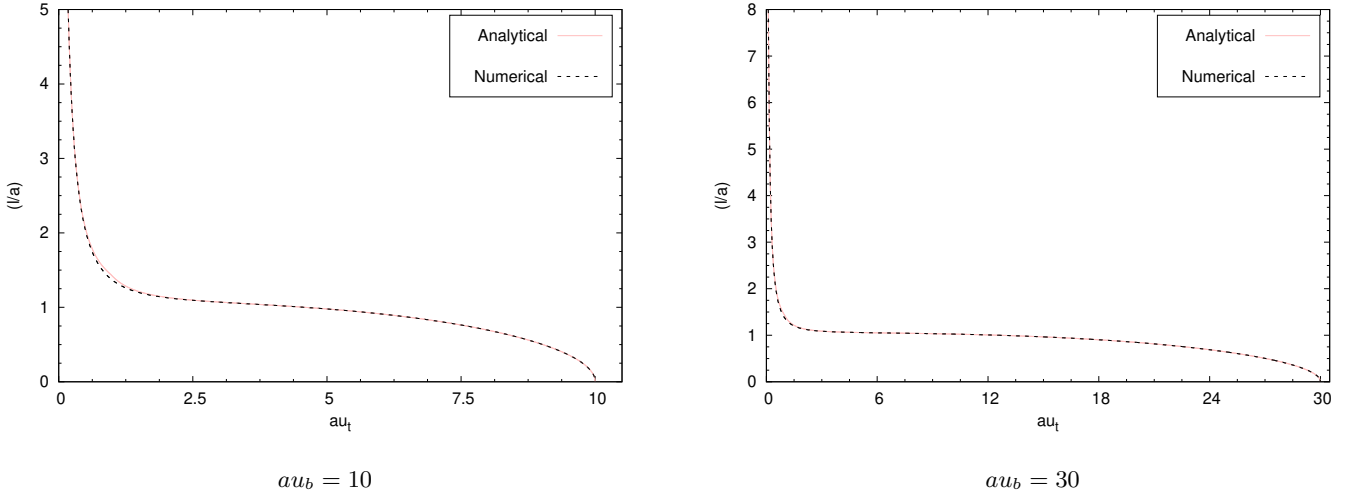 5
4
3
2
1
0
(l/a)
Analytical
Numerical
0 2.5 5 7.5 10
au_t
au_b = 10
8
7
6
5
4
3
2
1
0
(l/a)
Analytical
Numerical
0 6 12 18 24 30
au_t
au_b = 30